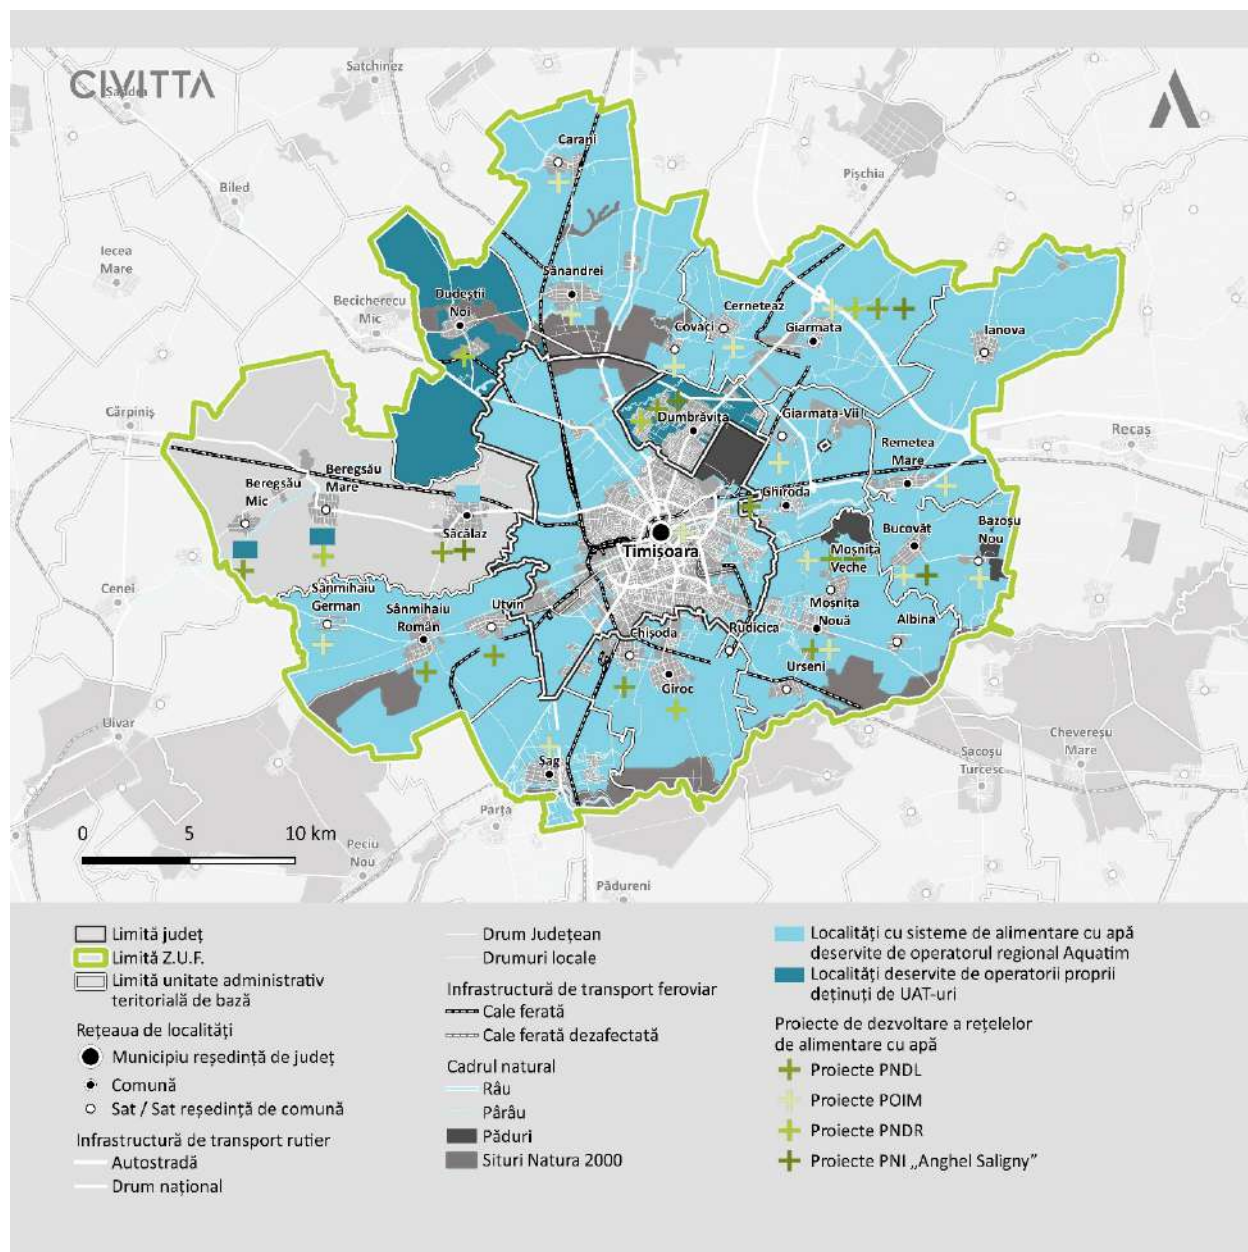 CIVITTA
Satchinez
Șandra
Carani
Pișchia
Biled
Iecea
Mare
Sânandrei
Dudeștii
Noi
Becicherecu
Mic
Cerneteaz
Covaci
Giarmata
Ianova
Cărpiniș
Dumbrăvița
Giarmata-Vii
Recaș
Remetea
Mare
Beregsău
Mare
Beregsău
Mic
Ghiroda
Săcălaz
Bucovăț
Bazoșu
Nou
Timișoara
Moșnița
Veche
Cenei
Sânmihaiu
German
Sânmihaiu
Român
Utvin
Moșnița
Nouă
Albina
Chișoda
Rudicica
Urseni
Giroc
Uivar
Șag
Sacoșu
Turcesc
Chevereșu
Mare
Parța
Peciu
Nou
Pădureni
0 5 10 km
Limită județ
Limită Z.U.F.
Limită unitate administrativ
teritorială de bază
Rețeaua de localități
Municipiu reședință de județ
Comună
Sat / Sat reședință de comună
Infrastructură de transport rutier
Autostradă
Drum național
Drum Județean
Drumuri locale
Infrastructură de transport feroviar
Cale ferată
Cale ferată dezafectată
Cadrul natural
Râu
Pârâu
Păduri
Situri Natura 2000
Localități cu sisteme de alimentare cu apă
deservite de operatorul regional Aquatim
Localități deservite de operatorii proprii
deținuți de UAT-uri
Proiecte de dezvoltare a rețelelor
de alimentare cu apă
Proiecte PNDL
Proiecte POIM
Proiecte PNDR
Proiecte PNI „Anghel Saligny”